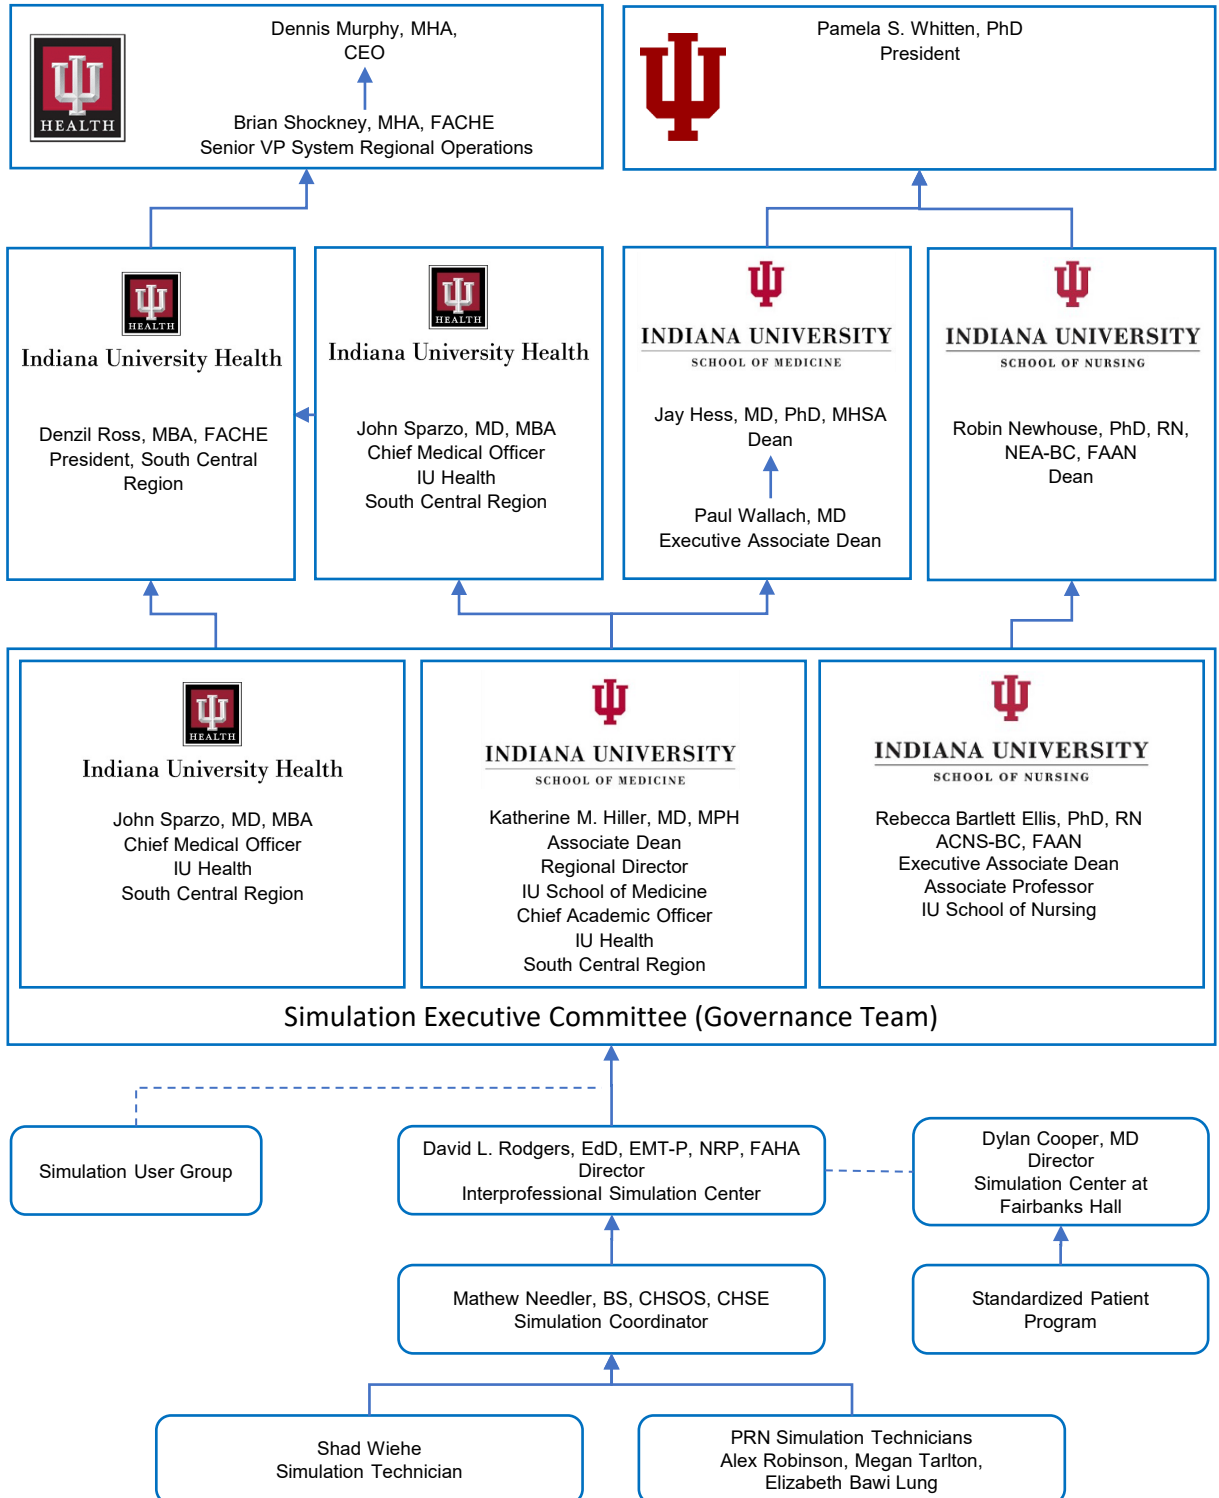 Dennis Murphy, MHA,
CEO
HEALTH
Brian Shockney, MHA, FACHE
Senior VP System Regional Operations
Pamela S. Whitten, PhD
President
HEALTH
Indiana University Health
Denzil Ross, MBA, FACHE
President, South Central
Region
HEALTH
Indiana University Health
John Sparzo, MD, MBA
Chief Medical Officer
IU Health
South Central Region
INDIANA UNIVERSITY
SCHOOL OF MEDICINE
Jay Hess, MD, PhD, MHSA
Dean
Paul Wallach, MD
Executive Associate Dean
INDIANA UNIVERSITY
SCHOOL OF NURSING
Robin Newhouse, PhD, RN,
NEA-BC, FAAN
Dean
HEALTH
Indiana University Health
John Sparzo, MD, MBA
Chief Medical Officer
IU Health
South Central Region
INDIANA UNIVERSITY
SCHOOL OF MEDICINE
Katherine M. Hiller, MD, MPH
Associate Dean
Regional Director
IU School of Medicine
Chief Academic Officer
IU Health
South Central Region
INDIANA UNIVERSITY
SCHOOL OF NURSING
Rebecca Bartlett Ellis, PhD, RN
ACNS-BC, FAAN
Executive Associate Dean
Associate Professor
IU School of Nursing
Simulation Executive Committee (Governance Team)
Simulation User Group
David L. Rodgers, EdD, EMT-P, NRP, FAHA
Director
Interprofessional Simulation Center
Dylan Cooper, MD
Director
Simulation Center at
Fairbanks Hall
Mathew Needler, BS, CHSOS, CHSE
Simulation Coordinator
Standardized Patient
Program
Shad Wiehe
Simulation Technician
PRN Simulation Technicians
Alex Robinson, Megan Tarlton,
Elizabeth Bawi Lung